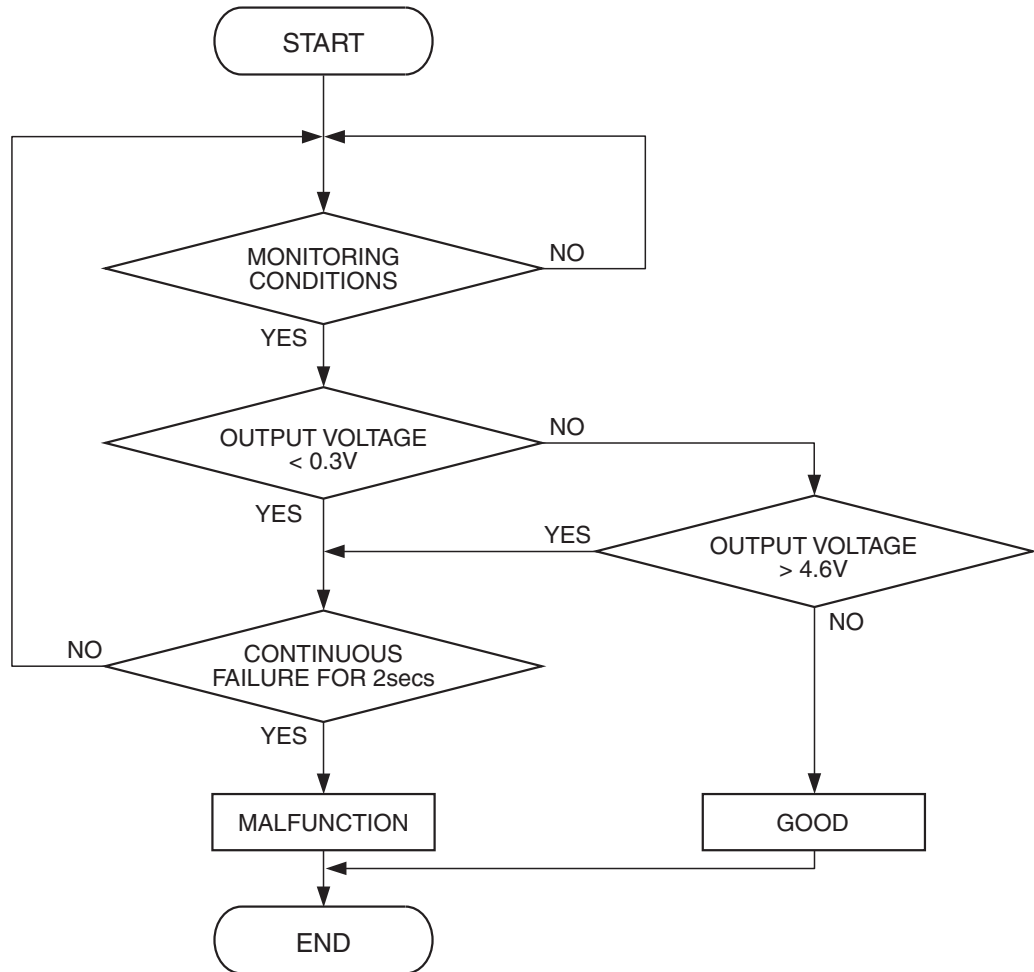 START
MONITORING
CONDITIONS
NO
YES
OUTPUT VOLTAGE
< 0.3V
NO
YES
YES
OUTPUT VOLTAGE
> 4.6V
NO
NO
CONTINUOUS
FAILURE FOR 2secs
YES
MALFUNCTION
GOOD
END